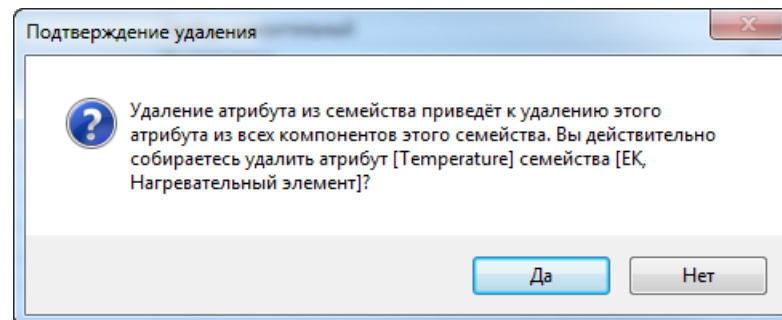 Подтверждение удаления
Удаление атрибута из семейства приведёт к удалению этого
атрибута из всех компонентов этого семейства. Вы действительно
собираетесь удалить атрибут [Temperature] семейства [EK,
Нагревательный элемент]?
Да
Нет